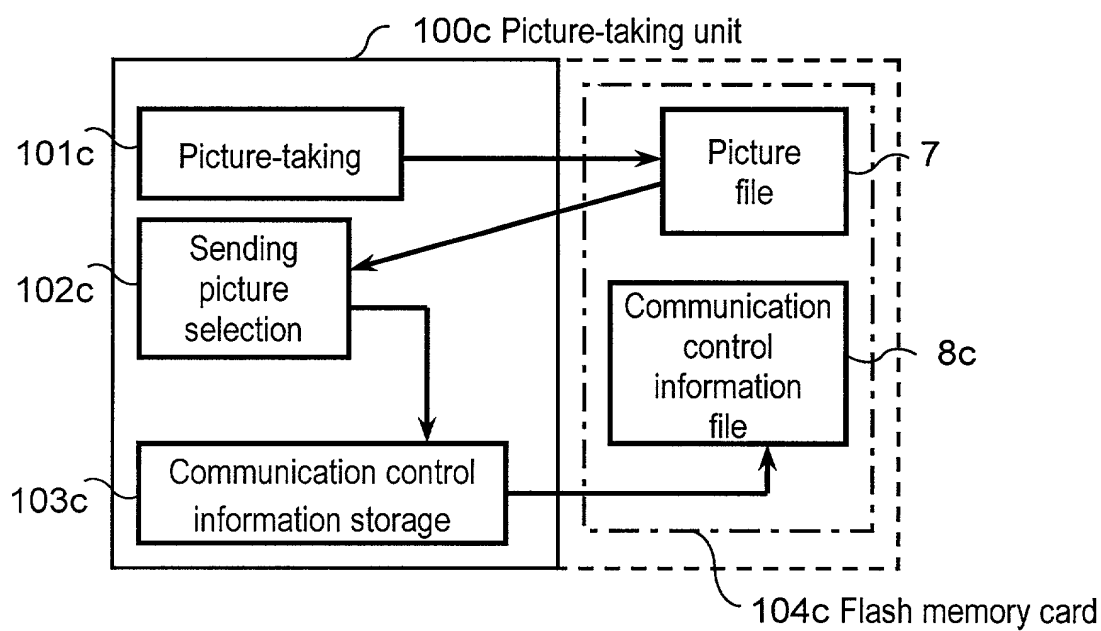 100c Picture-taking unit
101c
Picture-taking
Picture
file
7
102c
Sending
picture
selection
Communication
control
information
file
8c
103c
Communication control
information storage
104c Flash memory card